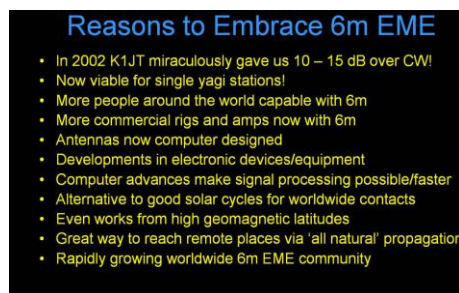 Reasons to Embrace 6m EME
• In 2002 K1JT miraculously gave us 10 – 15 dB over CW!
• Now viable for single yagi stations!
• More people around the world capable with 6m
• More commercial rigs and amps now with 6m
• Antennas now computer designed
• Developments in electronic devices/equipment
• Computer advances make signal processing possible/faster
• Alternative to good solar cycles for worldwide contacts
• Even works from high geomagnetic latitudes
• Great way to reach remote places via 'all natural' propagation
• Rapidly growing worldwide 6m EME community